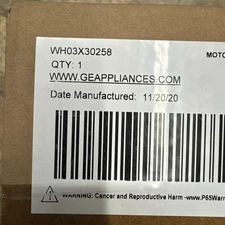 WH03X30258 MOTO
QTY: 1
WWW.GEAPPLIANCES.COM
Date Manufactured: 11/20/20
WARNING: Cancer and Reproductive Harm -www.P65Warn